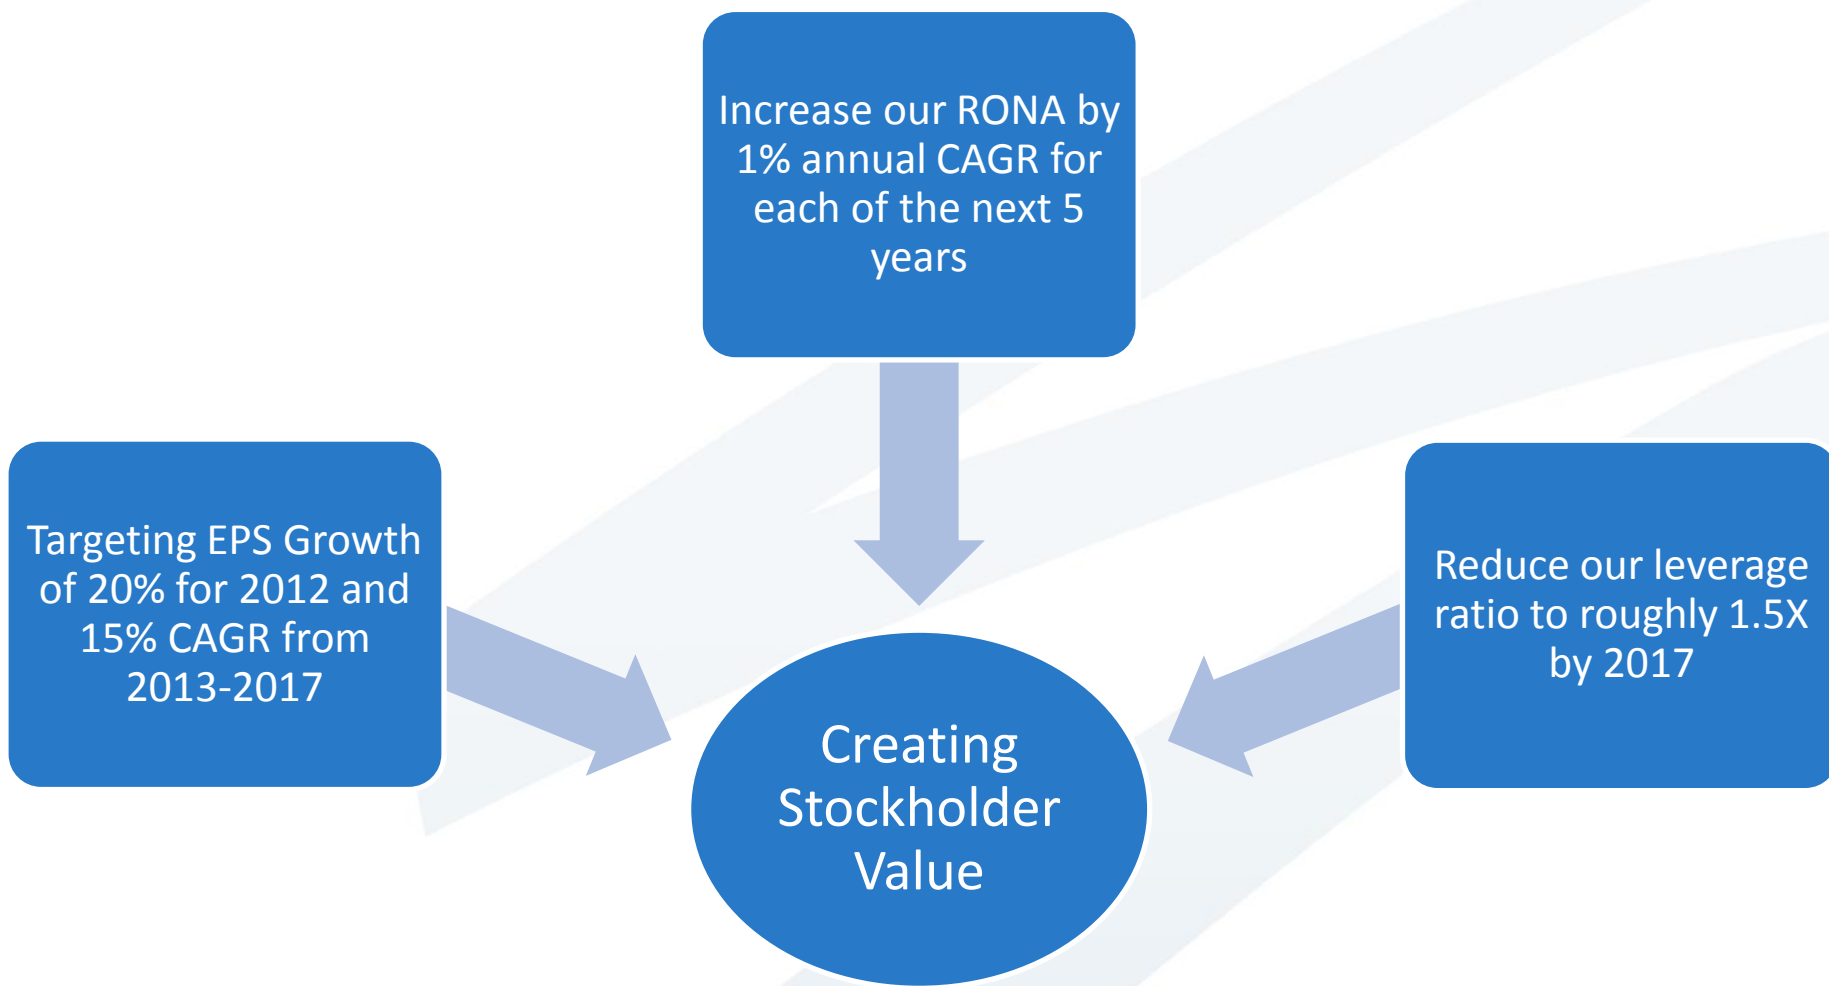 Increase our RONA by
1% annual CAGR for
each of the next 5
years
Targeting EPS Growth
of 20% for 2012 and
15% CAGR from
2013-2017
Reduce our leverage
ratio to roughly 1.5X
by 2017
Creating
Stockholder
Value